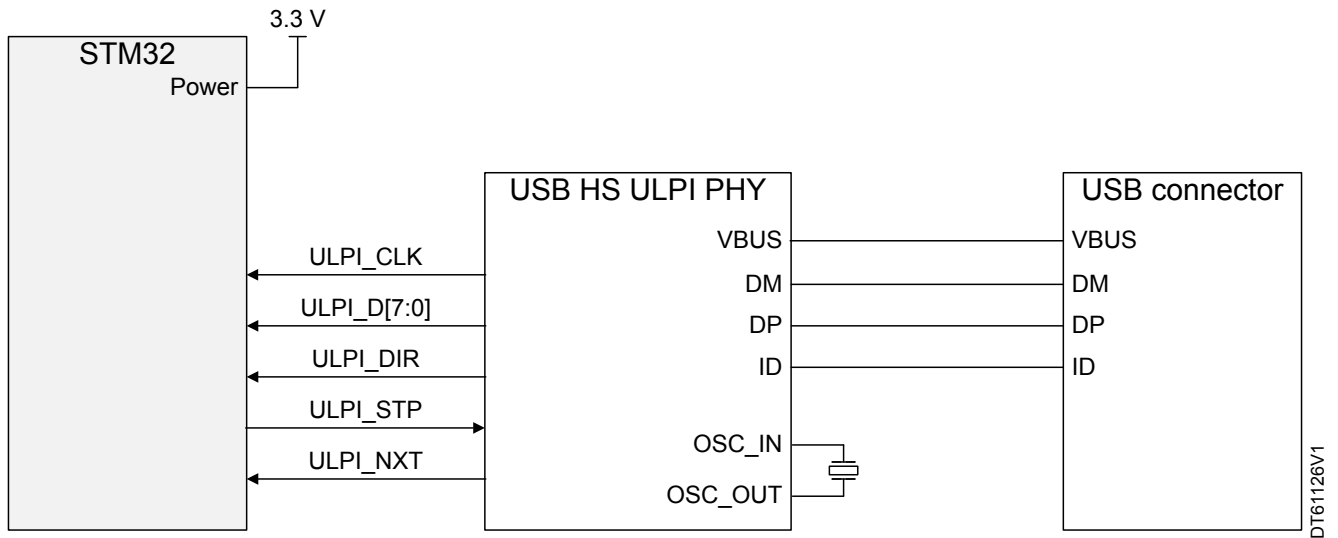 3.3 V
STM32
Power
USB HS ULPI PHY
USB connector
VBUS
VBUS
ULPI_CLK
DM
DM
ULPI_D[7:0]
DP
DP
ULPI_DIR
ID
ID
ULPI_STP
OSC_IN
ULPI_NXT
OSC_OUT
DT61126V1